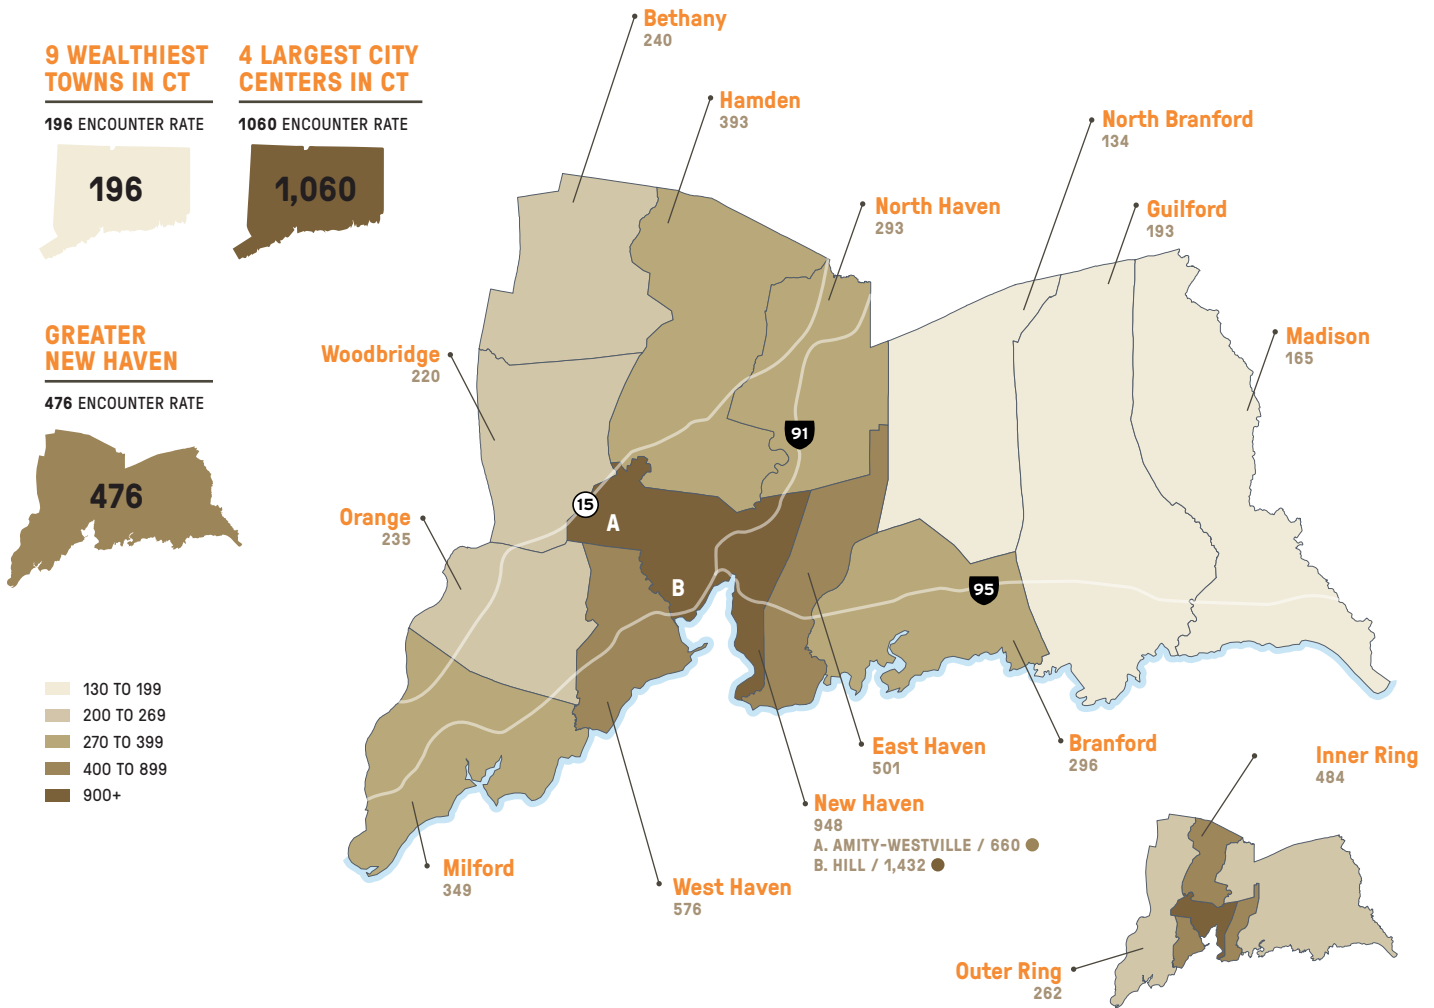 9 WEALTHIEST
TOWNS IN CT
196 ENCOUNTER RATE
196
4 LARGEST CITY
CENTERS IN CT
1060 ENCOUNTER RATE
1,060
GREATER
NEW HAVEN
476 ENCOUNTER RATE
476
130 TO 199
200 TO 269
270 TO 399
400 TO 899
900+
Bethany
240
Hamden
393
North Haven
293
North Branford
134
Guilford
193
Madison
165
Woodbridge
220
Orange
235
91
15
A
B
95
East Haven
501
Branford
296
New Haven
948
A. AMITY-WESTVILLE / 660
B. HILL / 1,432
Milford
349
West Haven
576
Inner Ring
484
Outer Ring
262